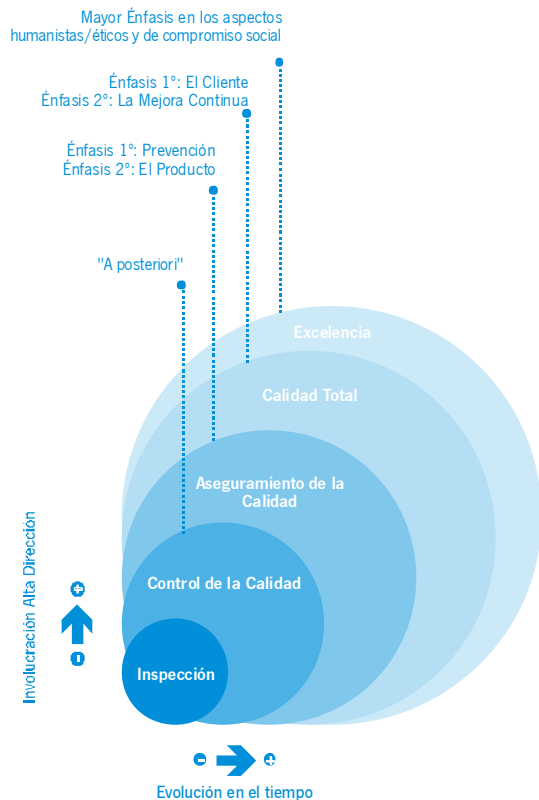 Mayor Énfasis en los aspectos
humanistas/éticos y de compromiso social
Énfasis 1°: El Cliente
Énfasis 2°: La Mejora Continua
Énfasis 1°: Prevención
Énfasis 2°: El Producto
"A posteriori"
Excelencia
Calidad Total
Aseguramiento de la
Calidad
Control de la Calidad
Inspección
Involucración Alta Dirección
+
-
- +
Evolución en el tiempo